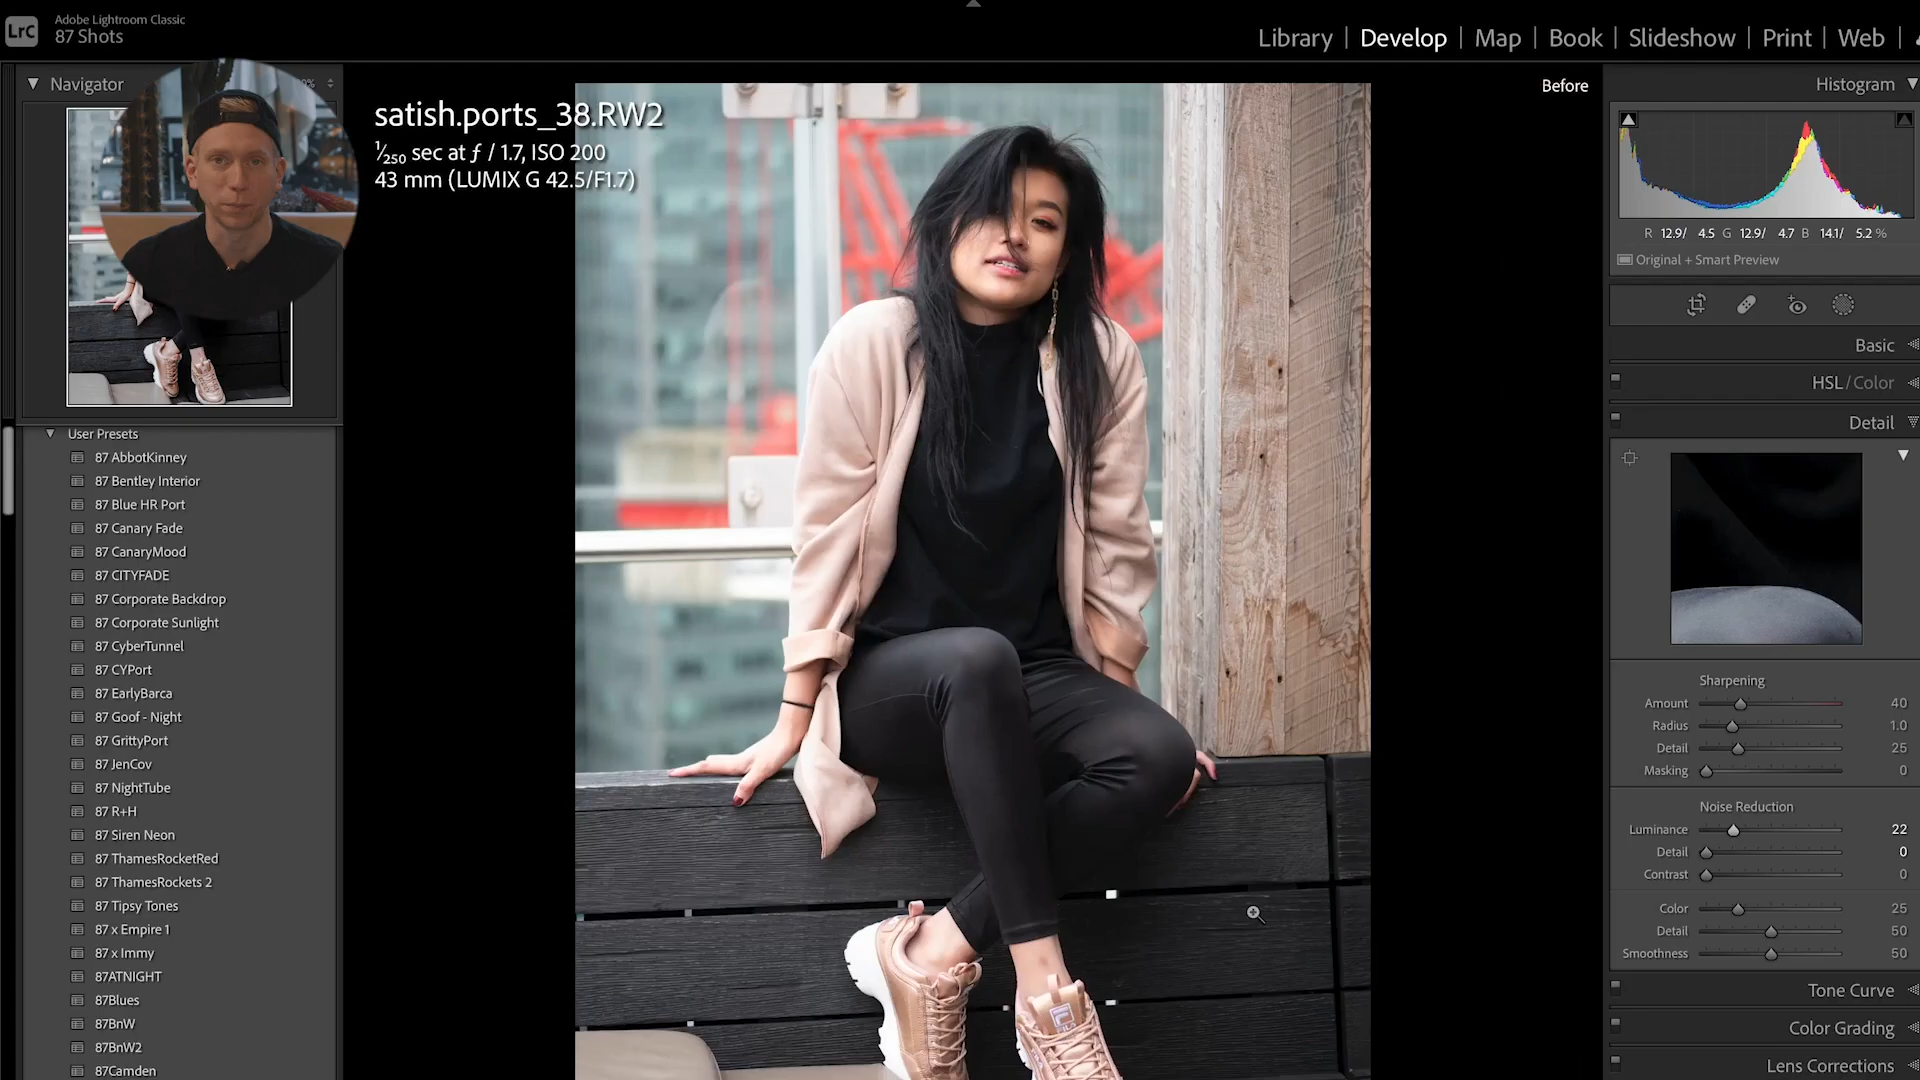 LrC
Adobe Lightroom Classic
87 Shots
Library | Develop | Map | Book | Slideshow | Print | Web |
Navigator
satish.ports_38.RW2
1/250 sec at ƒ / 1.7, ISO 200
43 mm (LUMIX G 42.5/F1.7)
Before
User Presets
87 AbbotKinney
87 Bentley Interior
87 Blue HR Port
87 Canary Fade
87 CanaryMood
87 CITYFADE
87 Corporate Backdrop
87 Corporate Sunlight
87 CyberTunnel
87 CYPort
87 EarlyBarca
87 Goof - Night
87 GrittyPort
87 JenCov
87 NightTube
87 R+H
87 Siren Neon
87 ThamesRocketRed
87 ThamesRockets 2
87 Tipsy Tones
87 x Empire 1
87 x Immy
87ATNIGHT
87Blues
87BnW
87BnW2
87Camden
Histogram
R 12.9/ 4.5 G 12.9/ 4.7 B 14.1/ 5.2 %
Original + Smart Preview
Basic
HSL / Color
Detail
Sharpening
Amount 40
Radius 1.0
Detail 25
Masking 0
Noise Reduction
Luminance 22
Detail 0
Contrast 0
Color 25
Detail 50
Smoothness 50
Tone Curve
Color Grading
Lens Corrections